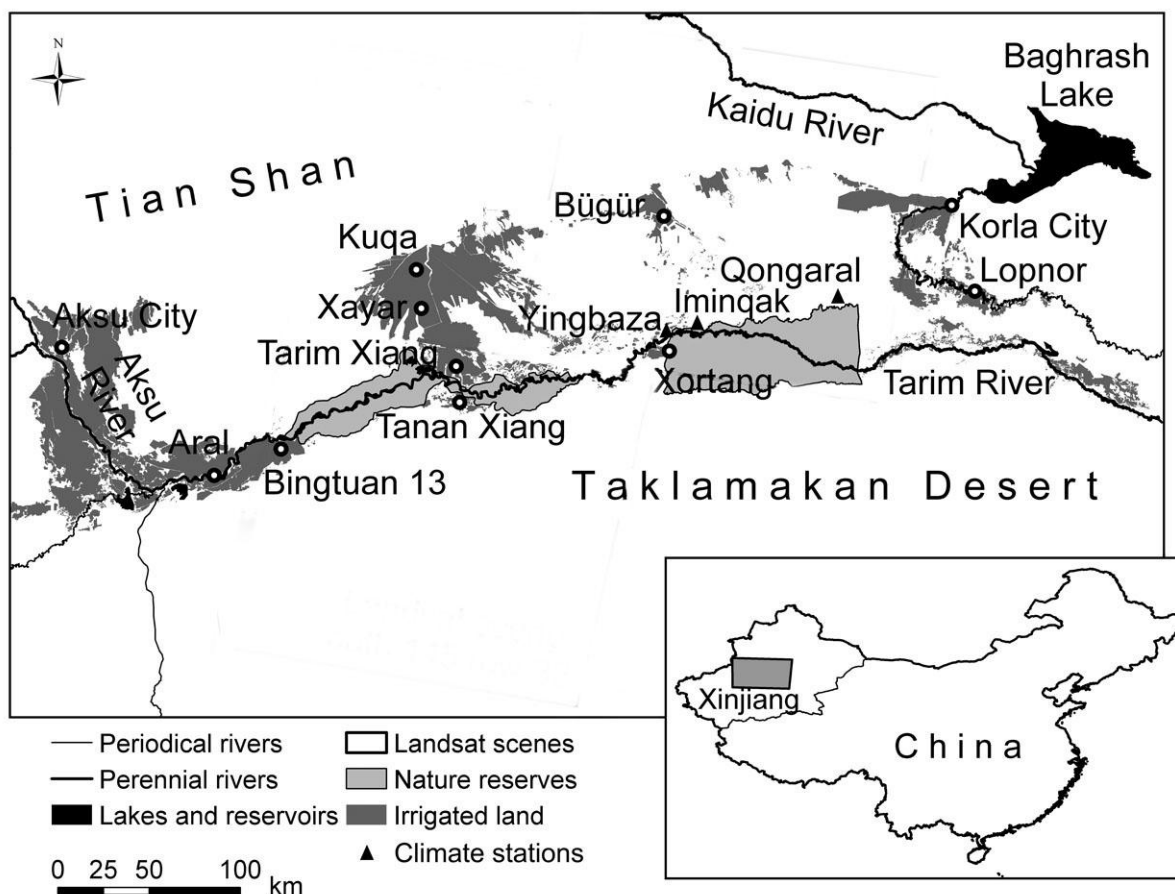 N
Baghrash
Lake
Kaidu River
Tian Shan
Bügür
Kuqa
Korla City
Qongaral
Lopnor
Xayar
Iminqak
Yingbaza
Aksu City
Tarim Xiang
Aksu
River
Xortang
Tarim River
Tanan Xiang
Aral
Bingtuan 13
Taklamakan Desert
Xinjiang
China
Periodical rivers
Landsat scenes
Perennial rivers
Nature reserves
Lakes and reservoirs
Irrigated land
Climate stations
0 25 50 100
km